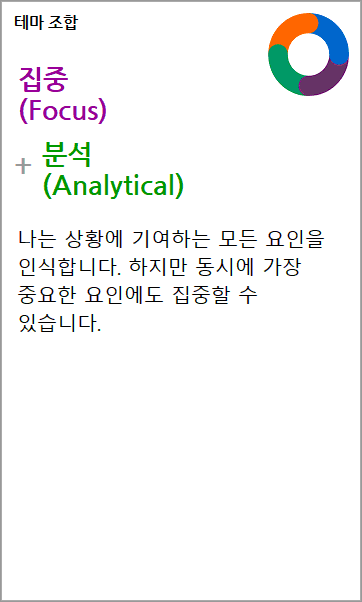 테마 조합
집중
(Focus)
+ 분석
(Analytical)
나는 상황에 기여하는 모든 요인을
인식합니다. 하지만 동시에 가장
중요한 요인에도 집중할 수
있습니다.